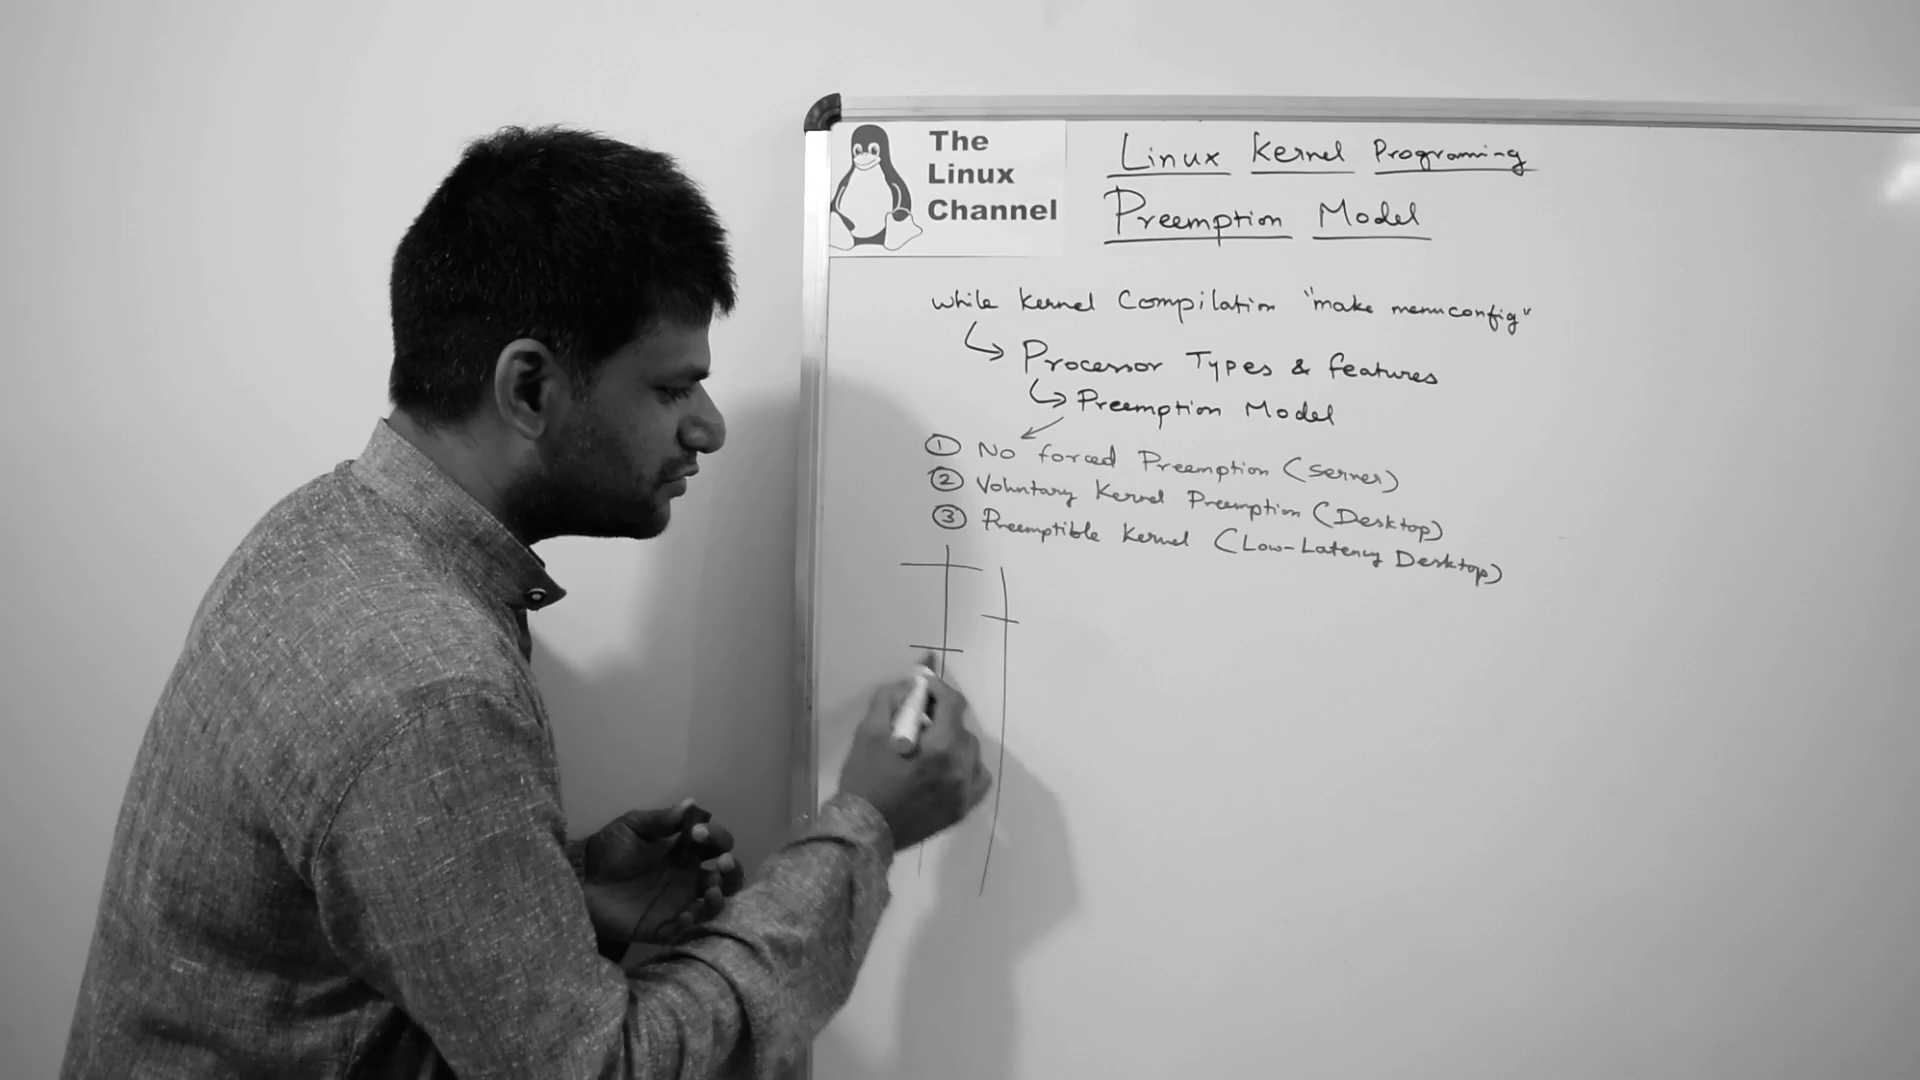 The
Linux
Channel
Linux Kernel Programing
Preemption Model
while Kernel Compilation "make menuconfig"
Processor Types & features
Preemption Model
① No forced Preemption (Server)
② Voluntary Kernel Preemption (Desktop)
③ Preemptible Kernel (Low-Latency Desktop)